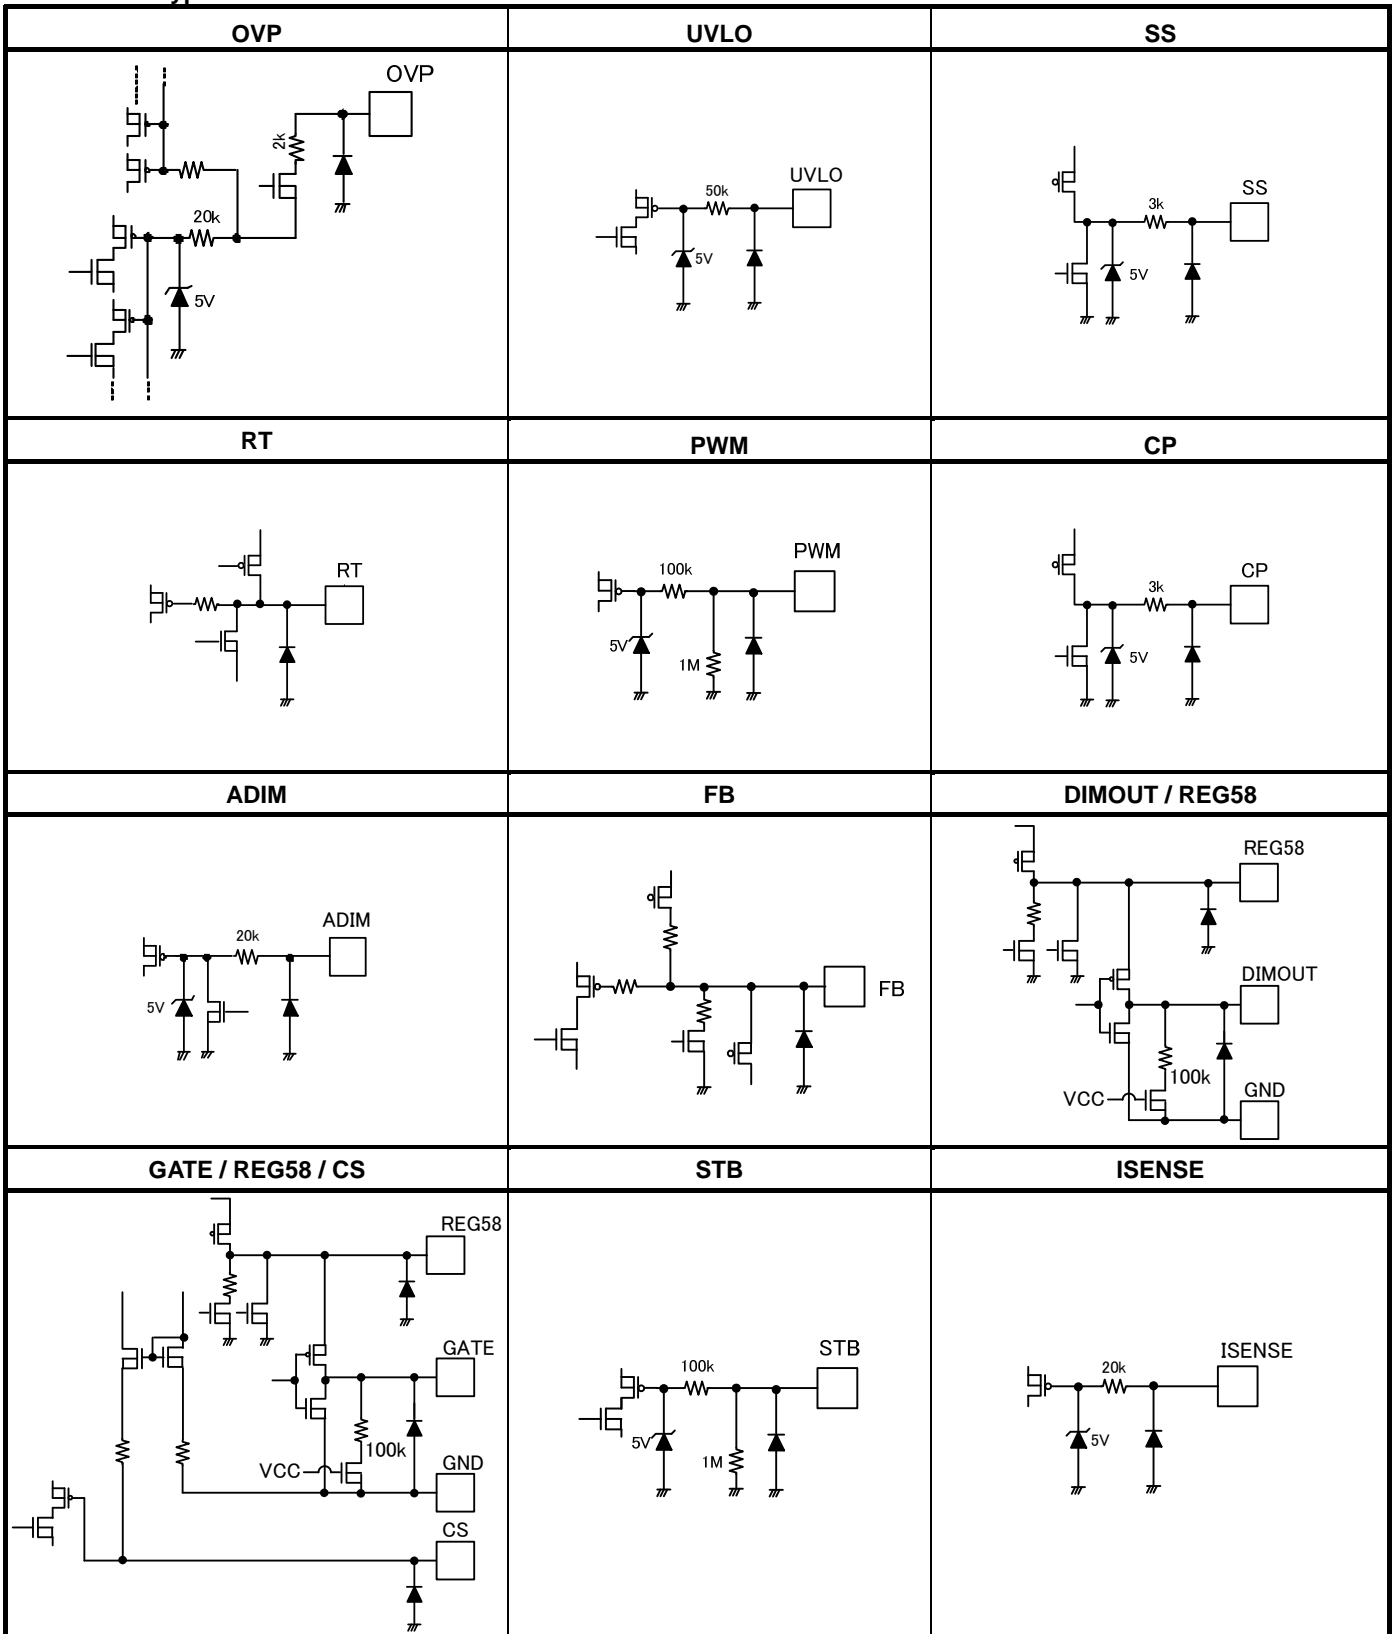 OVP UVLO SS
OVP
2k
20k
5V
UVLO
50k
5V
SS
3k
5V
RT PWM CP
RT
PWM
100k
5V
1M
CP
3k
5V
ADIM FB DIMOUT / REG58
ADIM
20k
5V
FB
REG58
DIMOUT
100k
VCC
GND
GATE / REG58 / CS STB ISENSE
REG58
GATE
100k
VCC
GND
CS
STB
100k
5V
1M
ISENSE
20k
5V